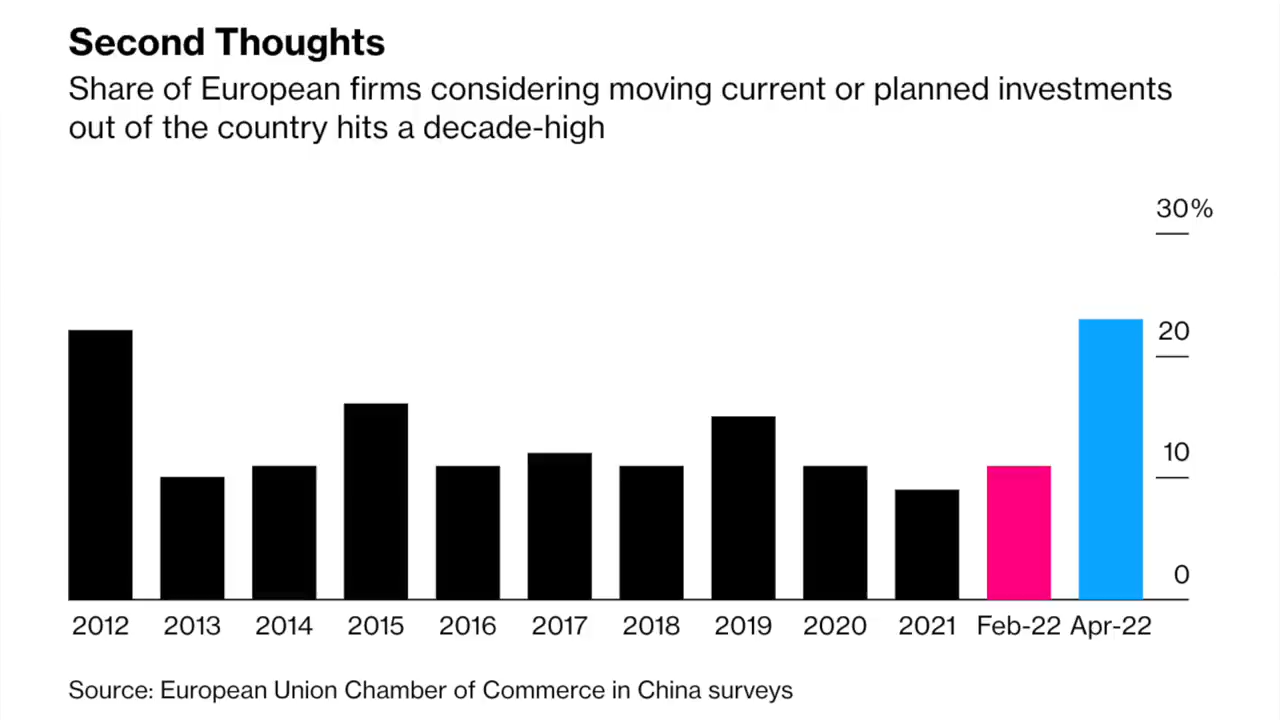 Second Thoughts
Share of European firms considering moving current or planned investments
out of the country hits a decade-high
30%
20
10
0
2012 2013 2014 2015 2016 2017 2018 2019 2020 2021 Feb-22 Apr-22
Source: European Union Chamber of Commerce in China surveys